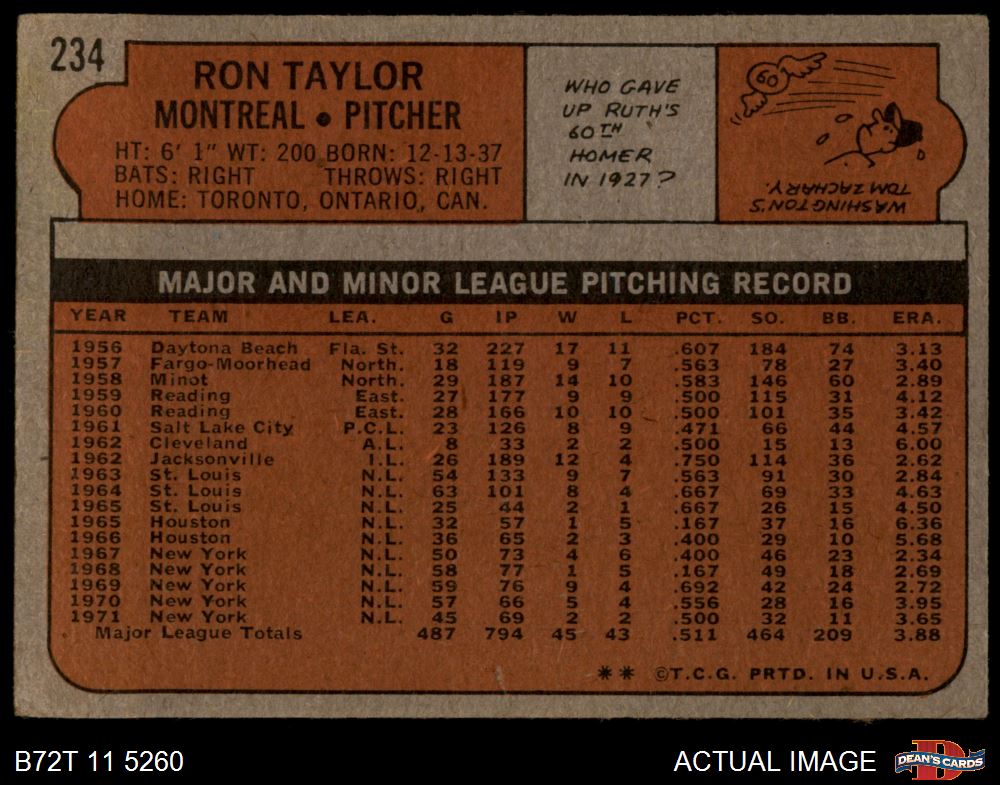 234
RON TAYLOR
MONTREAL • PITCHER
HT: 6' 1" WT: 200 BORN: 12-13-37
BATS: RIGHT THROWS: RIGHT
HOME: TORONTO, ONTARIO, CAN.
WHO GAVE
UP RUTH'S
60TH
HOMER
IN 1927?
60
WASHINGTON'S
TOM ZACHARY.
MAJOR AND MINOR LEAGUE PITCHING RECORD
YEAR TEAM LEA. G IP W L PCT. SO. BB. ERA.
1956 Daytona Beach Fla. St. 32 227 17 11 .607 184 74 3.13
1957 Fargo-Moorhead North. 18 119 9 7 .563 78 27 3.40
1958 Minot North. 29 187 14 10 .583 146 60 2.89
1959 Reading East. 27 177 9 9 .500 115 31 4.12
1960 Reading East. 28 166 10 10 .500 101 35 3.42
1961 Salt Lake City P.C.L. 23 126 8 9 .471 66 44 4.57
1962 Cleveland A.L. 8 33 2 2 .500 15 13 6.00
1962 Jacksonville I.L. 26 189 12 4 .750 114 36 2.62
1963 St. Louis N.L. 54 133 9 7 .563 91 30 2.84
1964 St. Louis N.L. 63 101 8 4 .667 69 33 4.63
1965 St. Louis N.L. 25 44 2 1 .667 26 15 4.50
1965 Houston N.L. 32 57 1 5 .167 37 16 6.36
1966 Houston N.L. 36 65 2 3 .400 29 10 5.68
1967 New York N.L. 50 73 4 6 .400 46 23 2.34
1968 New York N.L. 58 77 1 5 .167 49 18 2.69
1969 New York N.L. 59 76 9 4 .692 42 24 2.72
1970 New York N.L. 57 66 5 4 .556 28 16 3.95
1971 New York N.L. 45 69 2 2 .500 32 11 3.65
Major League Totals 487 794 45 43 .511 464 209 3.88
** ©T.C.G. PRTD. IN U.S.A.
B72T 11 5260
ACTUAL IMAGE
DEAN'S CARDS